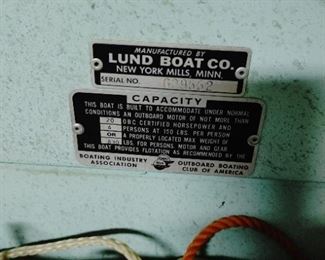 MANUFACTURED BY
LUND BOAT CO.
NEW YORK MILLS, MINN.
SERIAL NO.
CAPACITY
THIS BOAT IS BUILT TO ACCOMMODATE UNDER NORMAL
CONDITIONS AN OUTBOARD MOTOR OF NOT MORE THAN
20 OBC CERTIFIED HORSEPOWER AND
6 PERSONS AT 150 LBS. PER PERSON
OR A PROPERLY LOCATED MAX. WEIGHT OF
LBS. FOR PERSONS MOTOR AND GEAR
THIS BOAT PROVIDES FLOTATION AS RECOMMENDED BY THE
BOATING INDUSTRY ASSOCIATION
OUTBOARD BOATING CLUB OF AMERICA